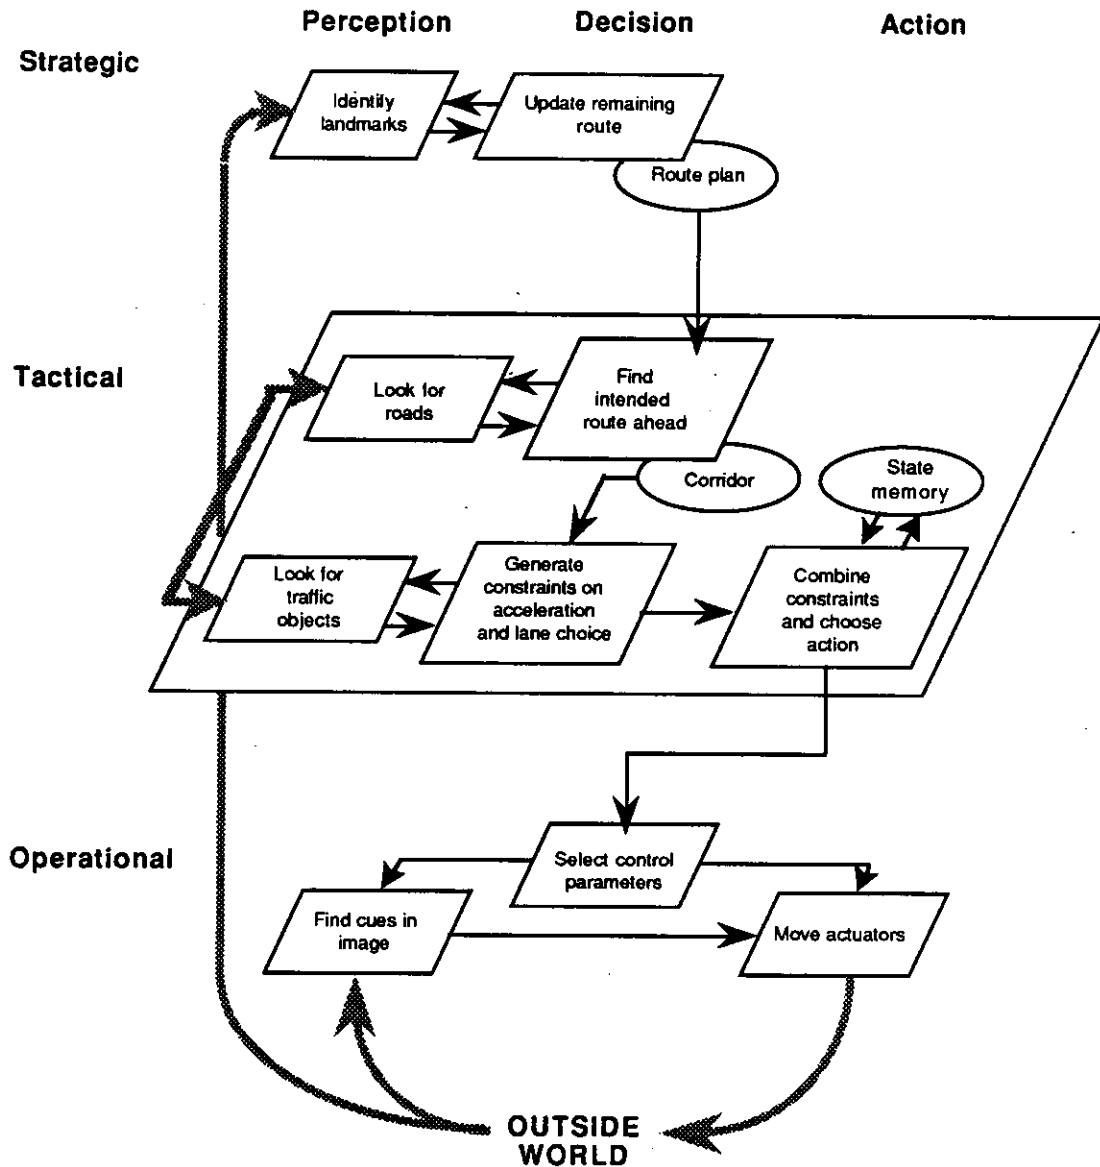 Perception
Decision
Action
Strategic
Identify
landmarks
Update remaining
route
Route plan
Tactical
Look for
roads
Find
intended
route ahead
Corridor
State
memory
Look for
traffic
objects
Generate
constraints on
acceleration
and lane choice
Combine
constraints
and choose
action
Operational
Select control
parameters
Find cues in
image
Move actuators
OUTSIDE
WORLD